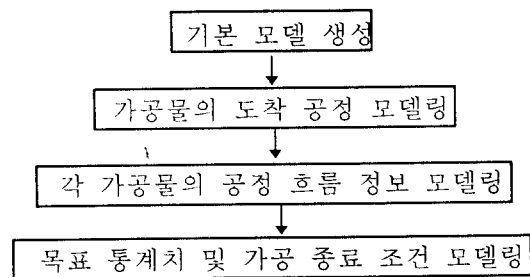 기본 모델 생성
가공물의 도착 공정 모델링
각 가공물의 공정 흐름 정보 모델링
목표 통계치 및 가공 종료 조건 모델링